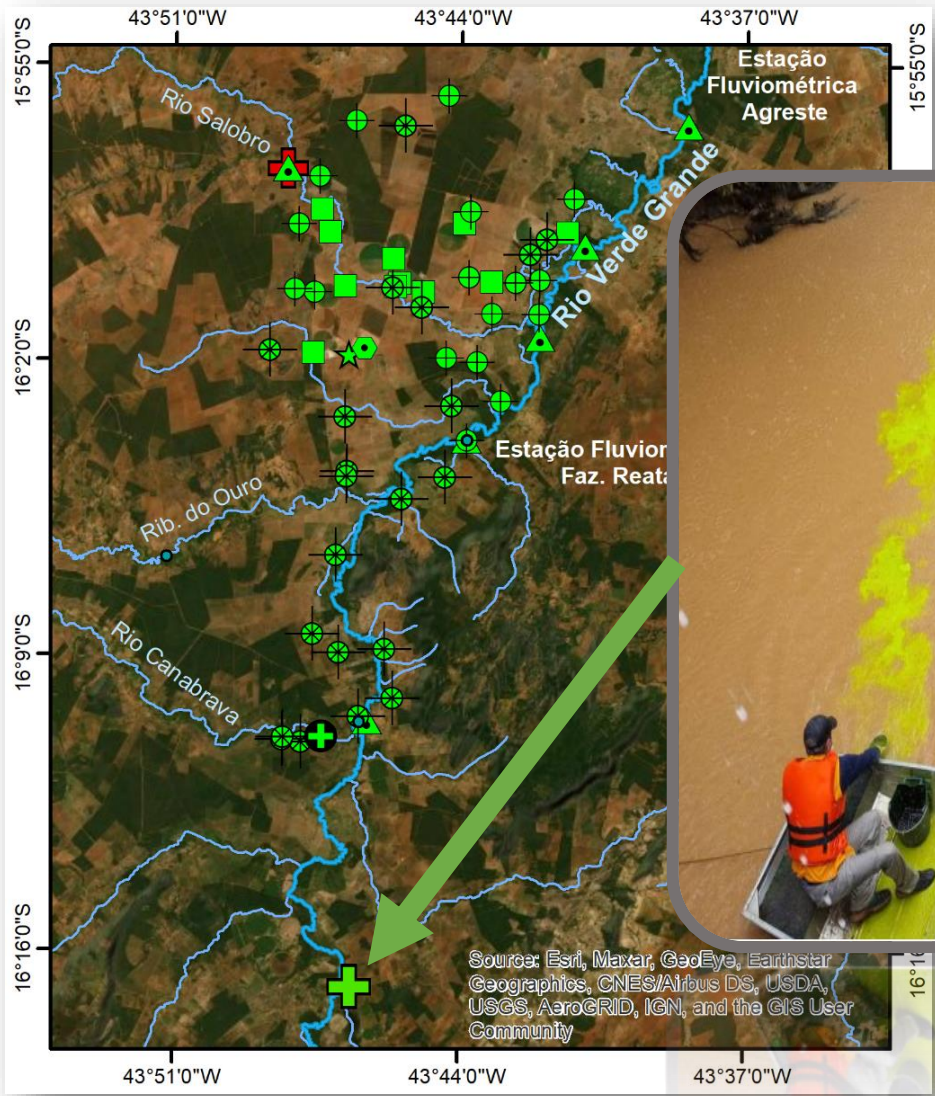 43°51'0"W
43°44'0"W
43°37'0"W
15°55'0"S
15°55'0"S
Estação
Fluviométrica
Agreste
Rio Salobro
Rio Verde Grande
16°2'0"S
Estação Fluvior
Faz. Reata
Rib. do Ouro
16°9'0"S
Rio Canabrava
16°16'0"S
16°16
Source: Esri, Maxar, GeoEye, Earthstar
Geographics, CNES/Airbus DS, USDA,
USGS, AeroGRID, IGN, and the GIS User
Community
43°51'0"W
43°44'0"W
43°37'0"W